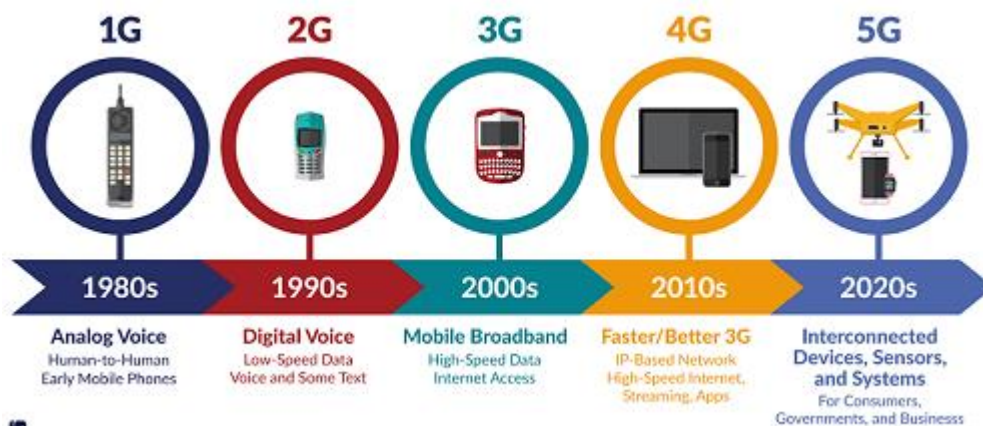 1G
2G
3G
4G
5G
1980s
1990s
2000s
2010s
2020s
Analog Voice
Human-to-Human
Early Mobile Phones
Digital Voice
Low-Speed Data
Voice and Some Text
Mobile Broadband
High-Speed Data
Internet Access
Faster/Better 3G
IP-Based Network
High-Speed Internet,
Streaming, Apps
Interconnected
Devices, Sensors,
and Systems
For Consumers,
Governments, and Businesss